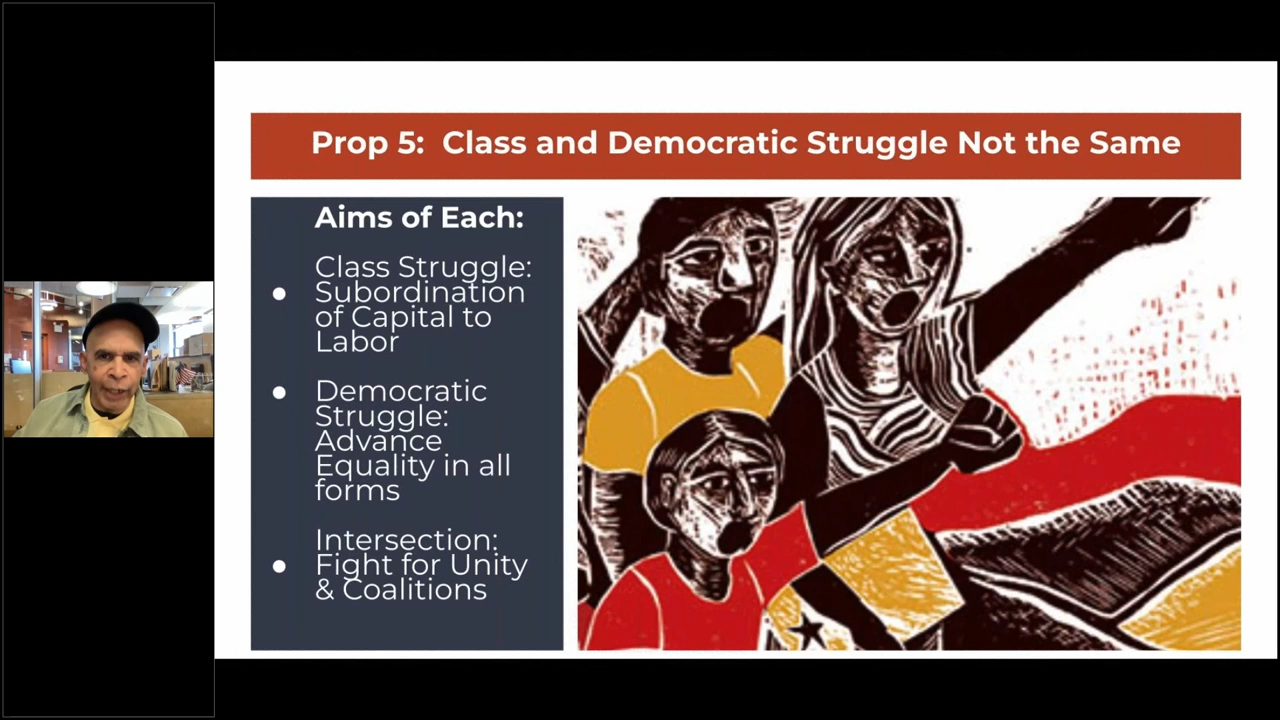 Prop 5:  Class and Democratic Struggle Not the Same
Aims of Each:
● Class Struggle:
Subordination
of Capital to
Labor
● Democratic
Struggle:
Advance
Equality in all
forms
● Intersection:
Fight for Unity
& Coalitions